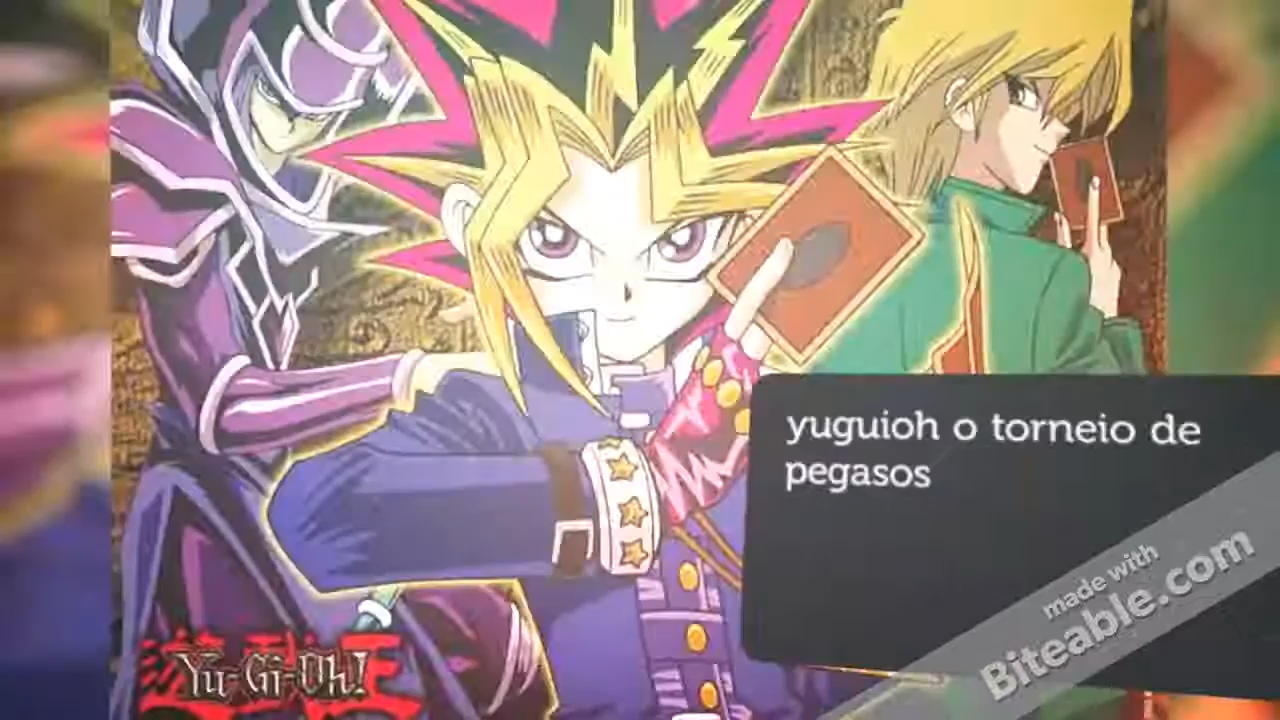 yuguioh o torneio de
pegasos
made with
Biteable.com
Yu-Gi-Oh!